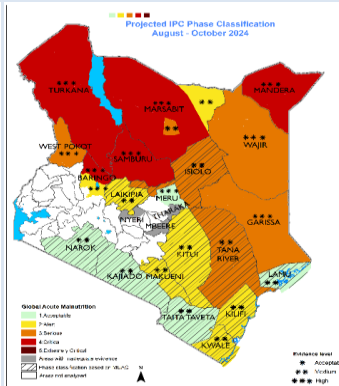 Projected IPC Phase Classification
August - October 2024
TURKANA
MARSABIT
MANDERA
WAJIR
WEST POKOT
SAMBURU
BARINGO
ISIOLO
LAIKIPIA
MERU
THARAKA
NYERI
MBEERE
GARISSA
KITUI
TANA
RIVER
NAROK
KAJIADO
MAKUENI
LAMU
TAITA TAVETA
KILIFI
KWALE
Global Acute Malnutrition
1.Acceptable
2.Alert
3.Serious
4.Critical
5.Extremely Critical
Areas with inadequate evidence
Phase classification based on MUAC
Areas not analysed
N
Evidence level
** Acceptab
** Medium
*** High